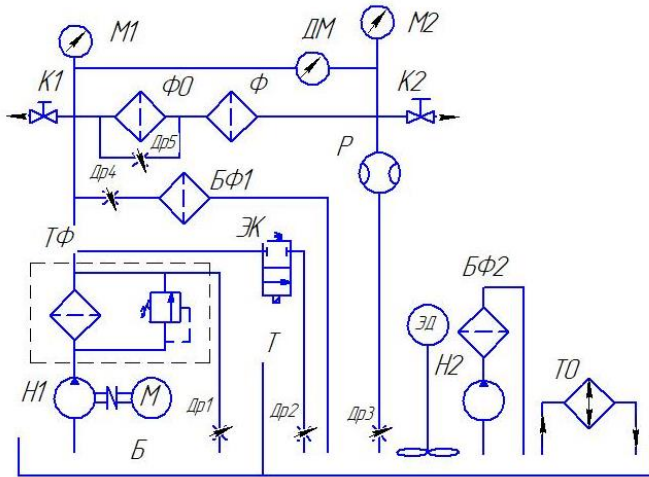 М1
ДМ
М2
К1
ФО
Ф
К2
Др5
Р
Др4
БФ1
ТФ
ЭК
БФ2
ЭД
Т
Н2
ТО
Н1
М
Др1
Др2
Др3
Б